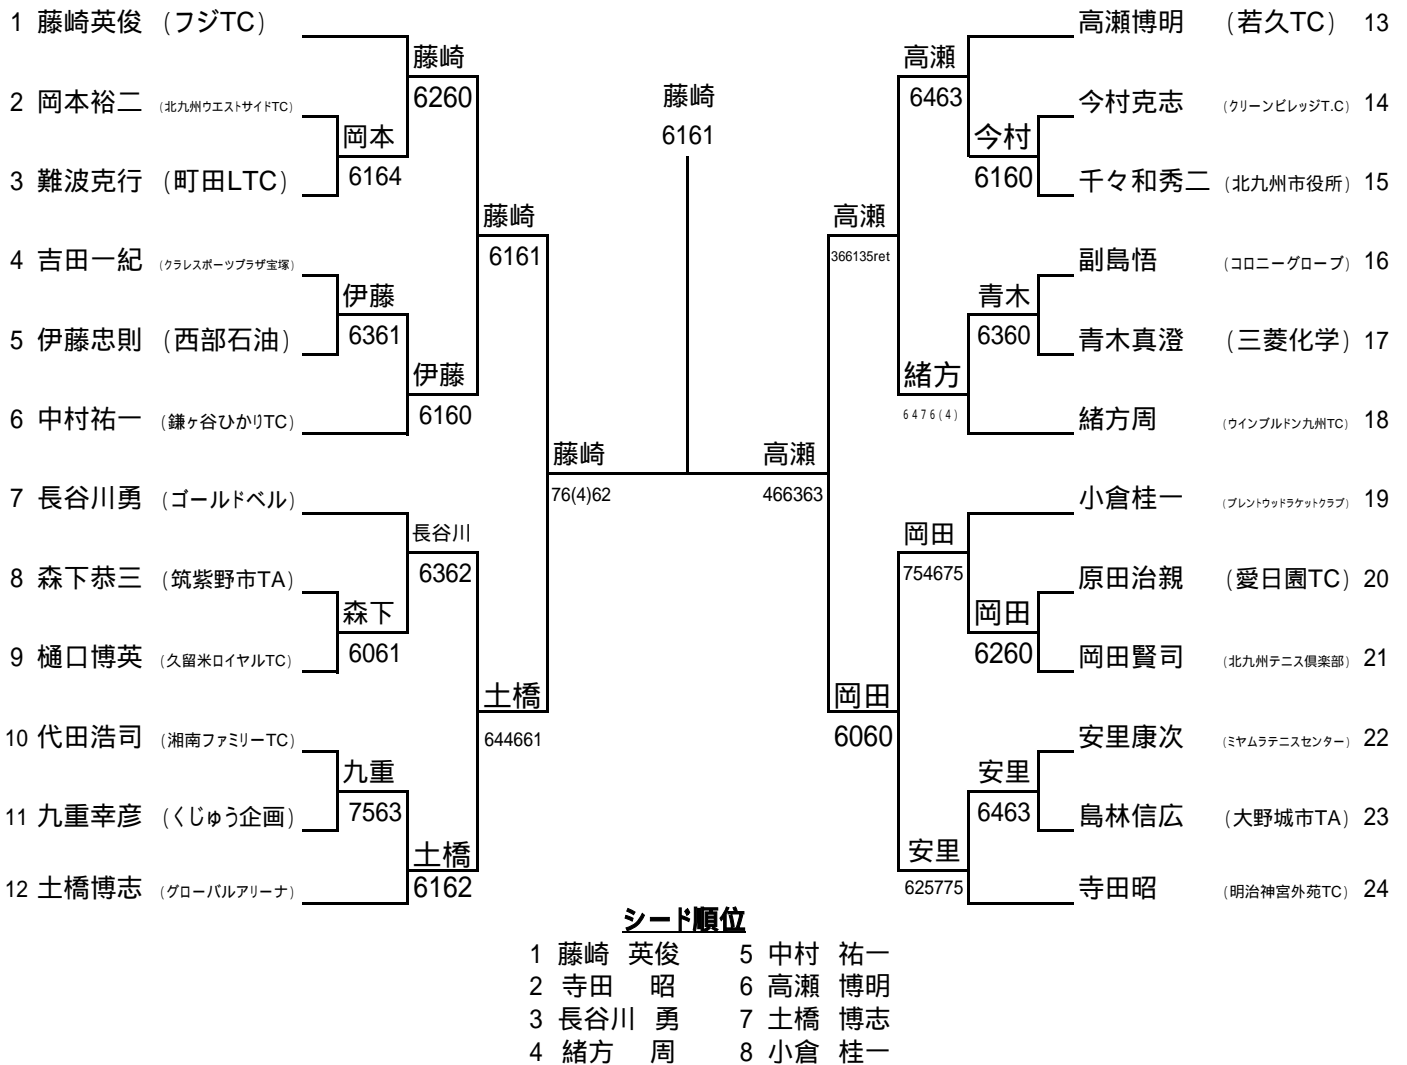 1 藤崎英俊 (フジTC)
2 岡本裕二 (北九州ウエストサイドTC)
3 難波克行 (町田LTC)
4 吉田一紀 (クラレスポーツプラザ宝塚)
5 伊藤忠則 (西部石油)
6 中村祐一 (鎌ヶ谷ひかりTC)
7 長谷川勇 (ゴールドベル)
8 森下恭三 (筑紫野市TA)
9 樋口博英 (久留米ロイヤルTC)
10 代田浩司 (湘南ファミリーTC)
11 九重幸彦 (くじゅう企画)
12 土橋博志 (グローバルアリーナ)
岡本
6164
伊藤
6361
森下
6061
九重
7563
藤崎
6260
伊藤
6160
長谷川
6362
土橋
6162
藤崎
6161
土橋
644661
藤崎
76(4)62
藤崎
6161
高瀬
466363
高瀬
366135ret
岡田
6060
高瀬
6463
緒方
6476(4)
岡田
754675
安里
625775
今村
6160
青木
6360
岡田
6260
安里
6463
高瀬博明 (若久TC) 13
今村克志 (クリーンビレッジT.C) 14
千々和秀二 (北九州市役所) 15
副島悟 (コロニーグローブ) 16
青木真澄 (三菱化学) 17
緒方周 (ウインブルドン九州TC) 18
小倉桂一 (ブレントウッドラケットクラブ) 19
原田治親 (愛日園TC) 20
岡田賢司 (北九州テニス倶楽部) 21
安里康次 (ミヤムラテニスセンター) 22
島林信広 (大野城市TA) 23
寺田昭 (明治神宮外苑TC) 24
シード順位
1 藤崎 英俊 5 中村 祐一
2 寺田 昭 6 高瀬 博明
3 長谷川 勇 7 土橋 博志
4 緒方 周 8 小倉 桂一